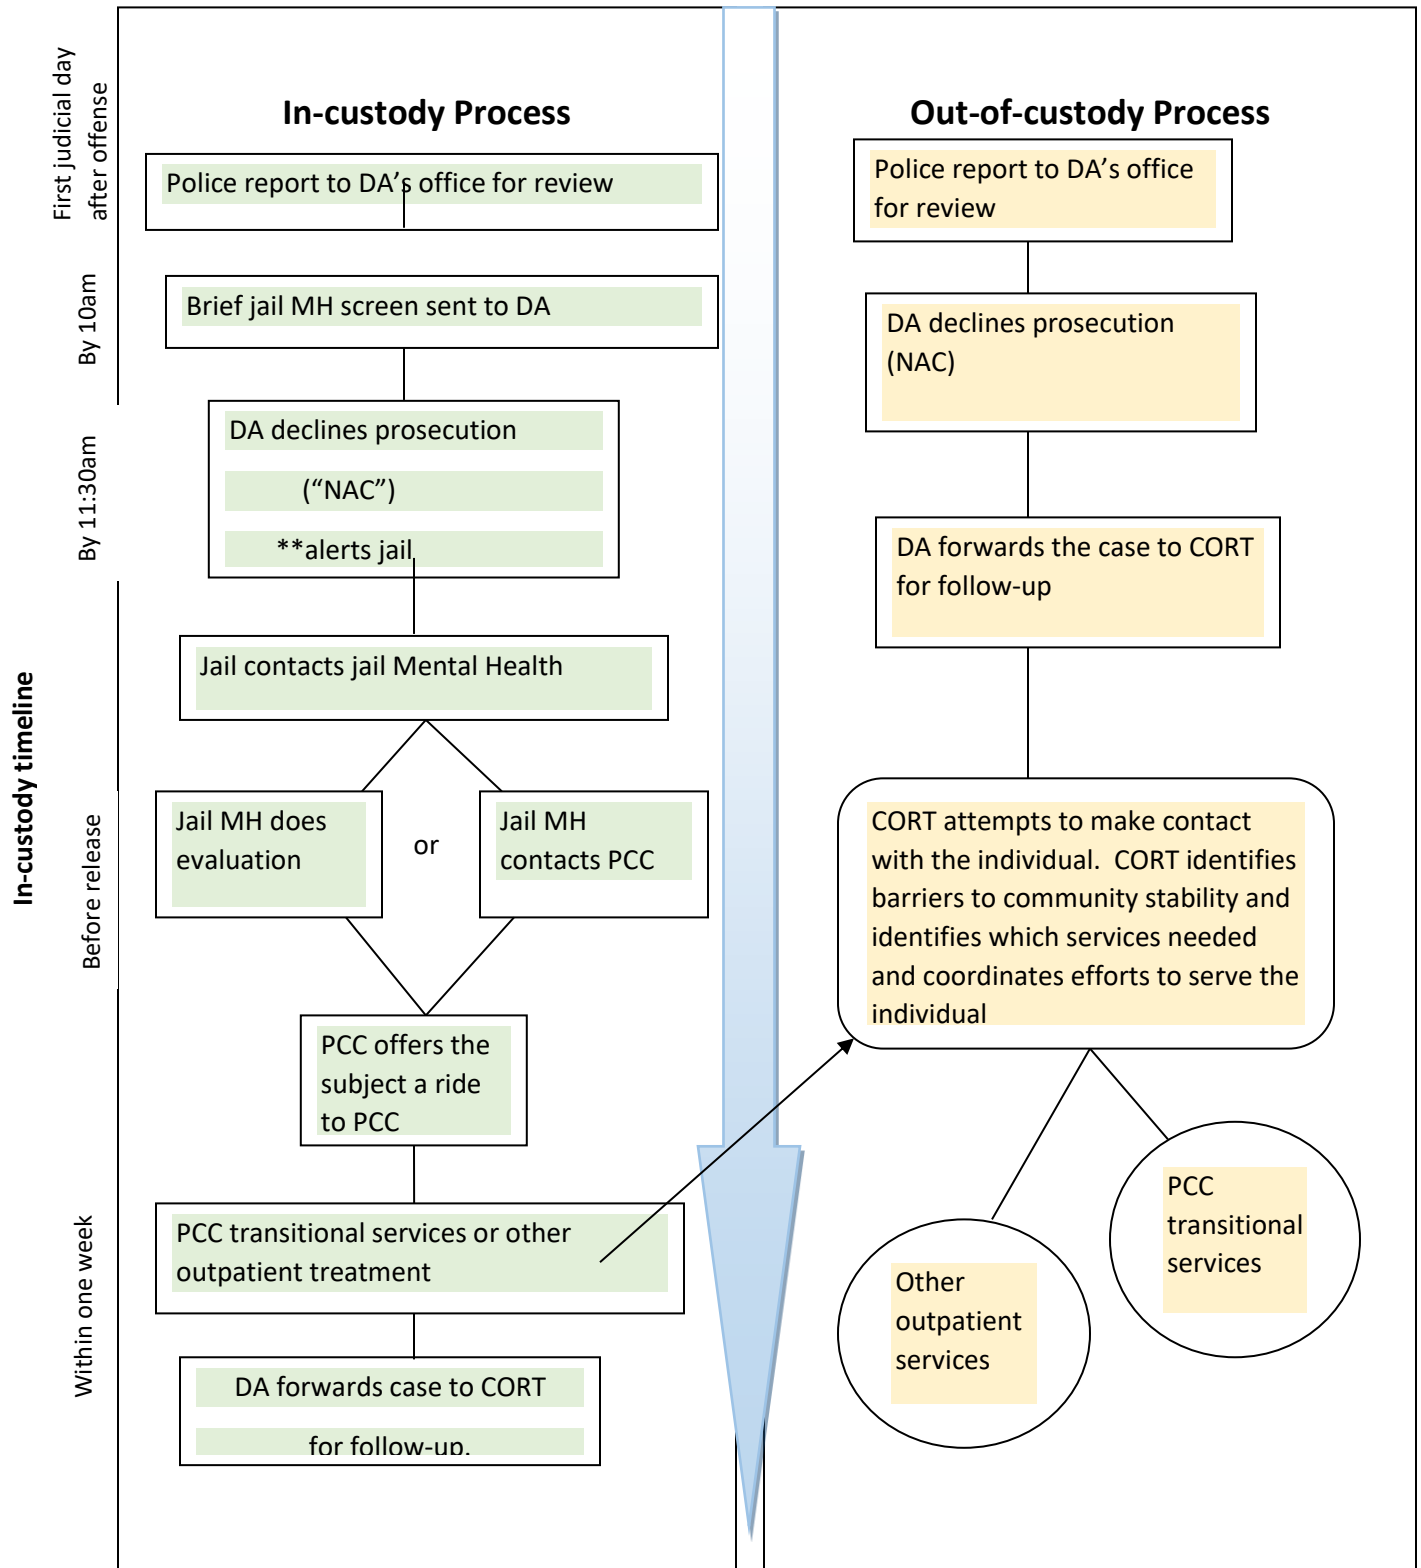 First judicial day
after offense
By 10am
By 11:30am
In-custody timeline
Before release
Within one week
In-custody Process
Police report to DA’s office for review
Brief jail MH screen sent to DA
DA declines prosecution
(“NAC”)
**alerts jail
Jail contacts jail Mental Health
Jail MH does
evaluation
or
Jail MH
contacts PCC
PCC offers the
subject a ride
to PCC
PCC transitional services or other
outpatient treatment
DA forwards case to CORT
for follow-up.
Out-of-custody Process
Police report to DA’s office
for review
DA declines prosecution
(NAC)
DA forwards the case to CORT
for follow-up
CORT attempts to make contact
with the individual.  CORT identifies
barriers to community stability and
identifies which services needed
and coordinates efforts to serve the
individual
PCC
transitional
services
Other
outpatient
services